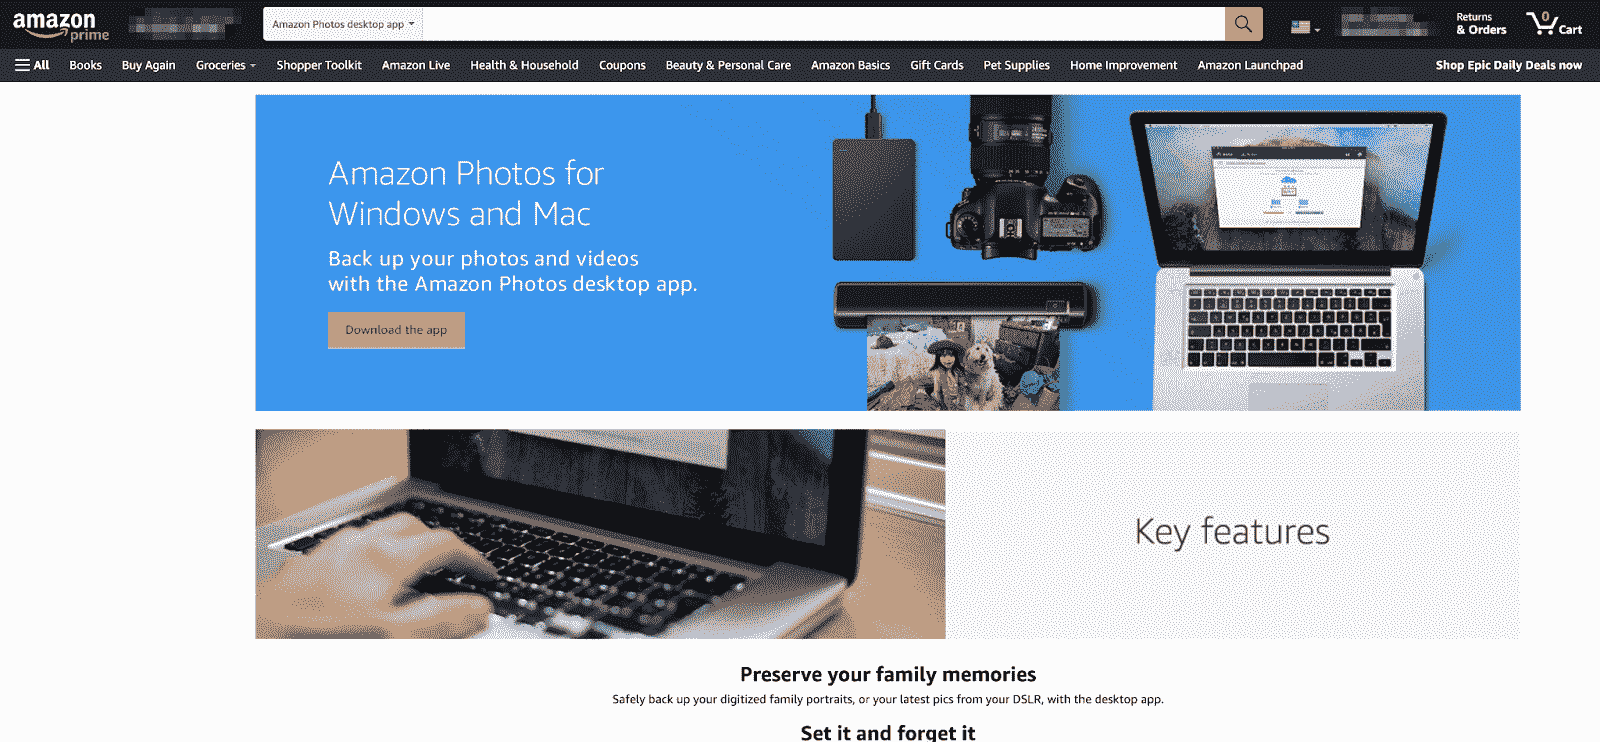 amazon
prime
Amazon Photos desktop app
Returns
& Orders
0
Cart
All
Books
Buy Again
Groceries
Shopper Toolkit
Amazon Live
Health & Household
Coupons
Beauty & Personal Care
Amazon Basics
Gift Cards
Pet Supplies
Home Improvement
Amazon Launchpad
Shop Epic Daily Deals now
Amazon Photos for
Windows and Mac
Back up your photos and videos
with the Amazon Photos desktop app.
Download the app
Key features
Preserve your family memories
Safely back up your digitized family portraits, or your latest pics from your DSLR, with the desktop app.
Set it and forget it